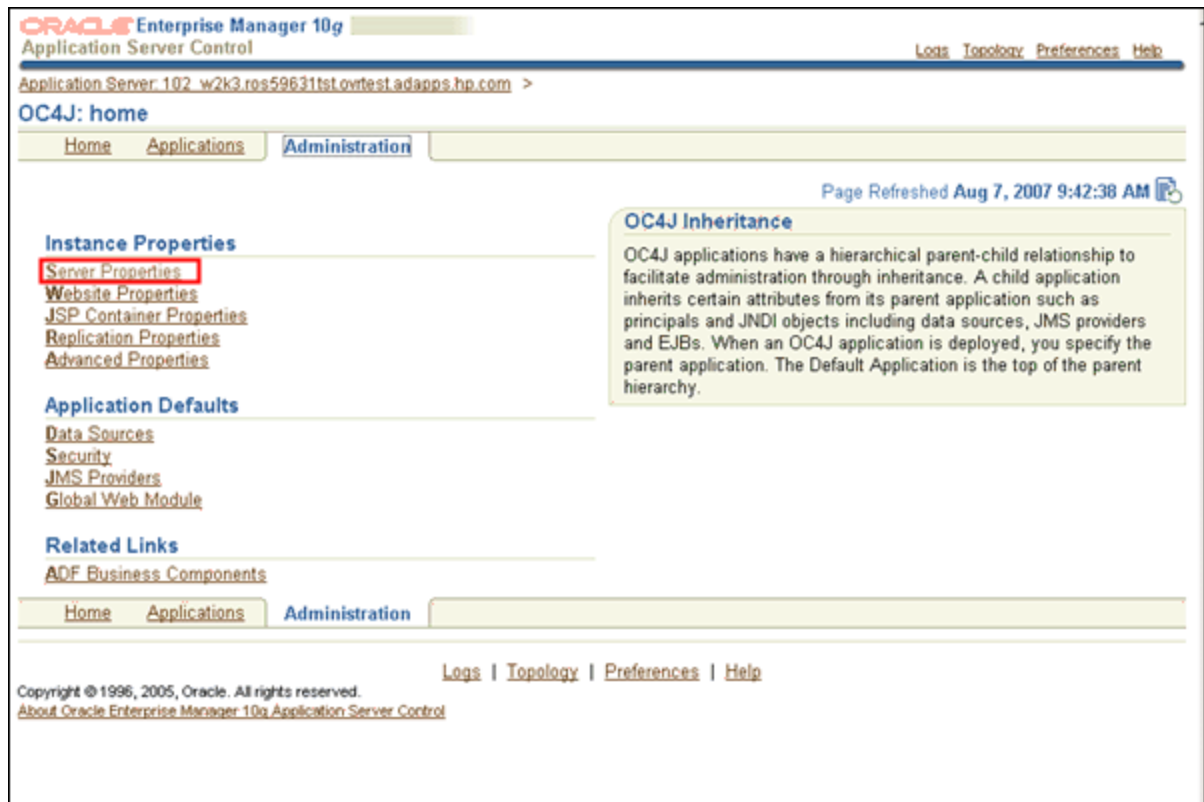 ORACLE Enterprise Manager 10g
Application Server Control
Logs Topology Preferences Help
Application Server: 102_w2k3.ros59631tst.ovrtest.adapps.hp.com >
OC4J: home
Home Applications Administration
Page Refreshed Aug 7, 2007 9:42:38 AM
Instance Properties
Server Properties
Website Properties
JSP Container Properties
Replication Properties
Advanced Properties
Application Defaults
Data Sources
Security
JMS Providers
Global Web Module
Related Links
ADF Business Components
OC4J Inheritance
OC4J applications have a hierarchical parent-child relationship to
facilitate administration through inheritance. A child application
inherits certain attributes from its parent application such as
principals and JNDI objects including data sources, JMS providers
and EJBs. When an OC4J application is deployed, you specify the
parent application. The Default Application is the top of the parent
hierarchy.
Home Applications Administration
Logs | Topology | Preferences | Help
Copyright © 1996, 2005, Oracle. All rights reserved.
About Oracle Enterprise Manager 10g Application Server Control